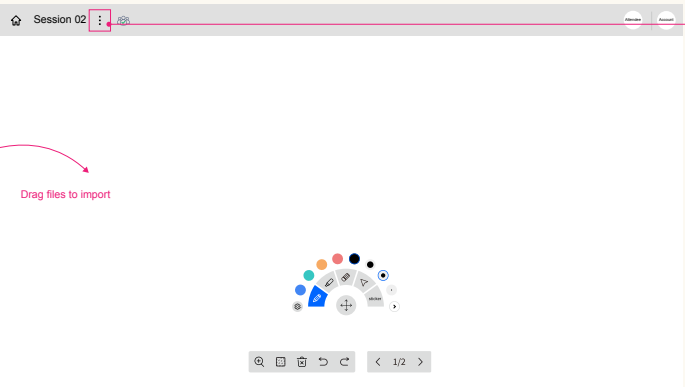 Session 02
Attendee
Account
Drag files to import
sticker
1/2